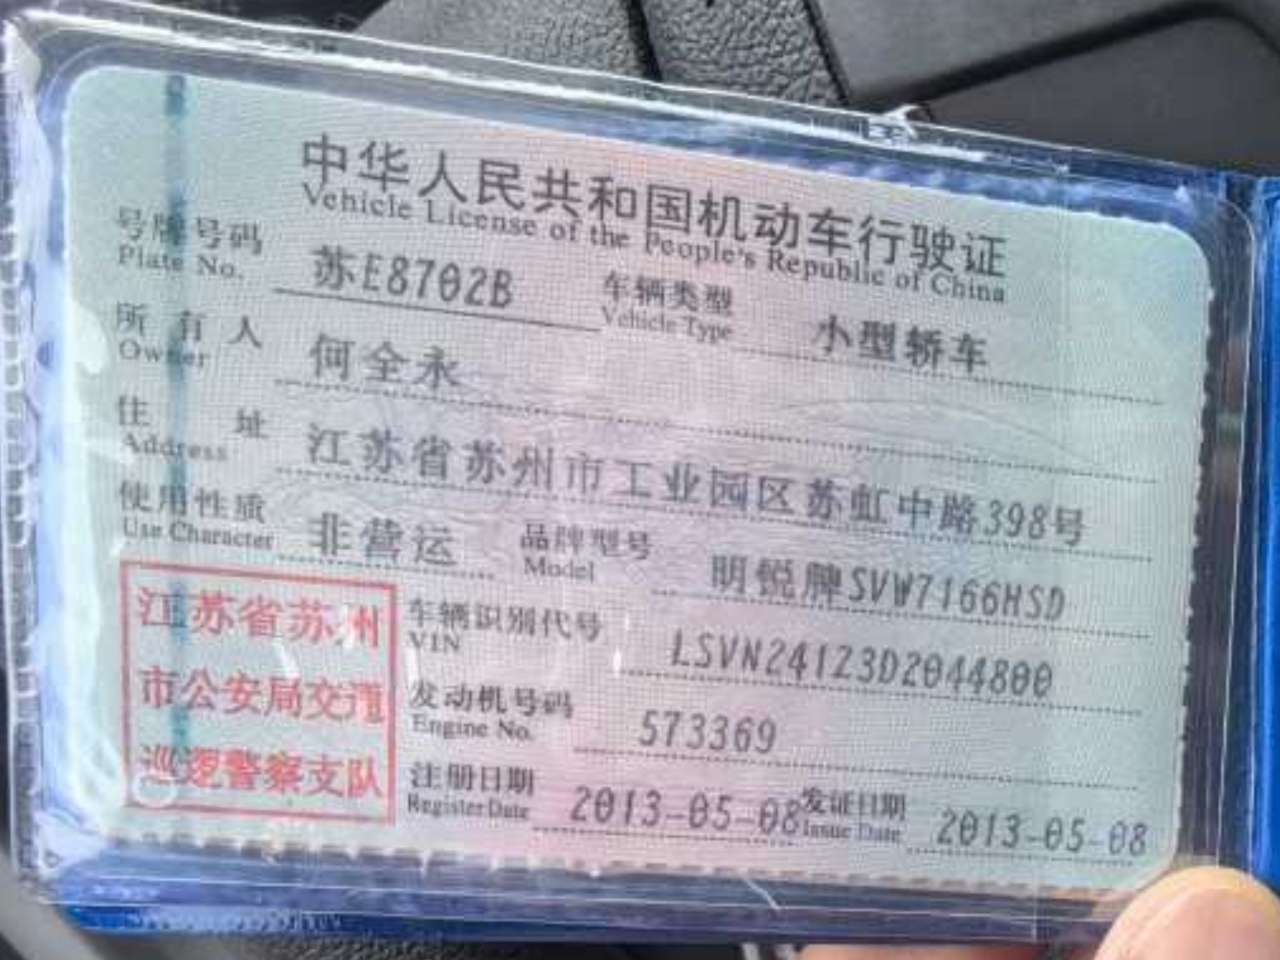 中华人民共和国机动车行驶证
Vehicle License of the People's Republic of China
号牌号码 苏E8702B 车辆类型 小型轿车
Plate No. Vehicle Type
所有人 何全永
Owner
住址 江苏省苏州市工业园区苏虹中路398号
Address
使用性质 非营运 品牌型号 明锐牌SVW7166HSD
Use Character Model
江苏省苏州
市公安局交通
巡逻警察支队
车辆识别代号 LSVN24123D2044800
VIN
发动机号码 573369
Engine No.
注册日期 2013-05-08 发证日期 2013-05-08
Register Date Issue Date